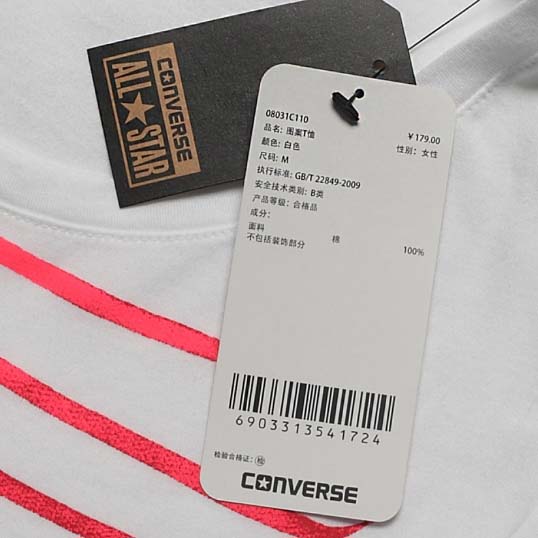 CONVERSE
ALL★STAR
08031C110
¥179.00
品名: 图案T恤
性别: 女性
颜色: 白色
尺码: M
执行标准: GB/T 22849-2009
安全技术类别: B类
产品等级: 合格品
成分:
面料 棉 100%
不包括装饰部分
6903313541724
检验合格证: 检
CONVERSE